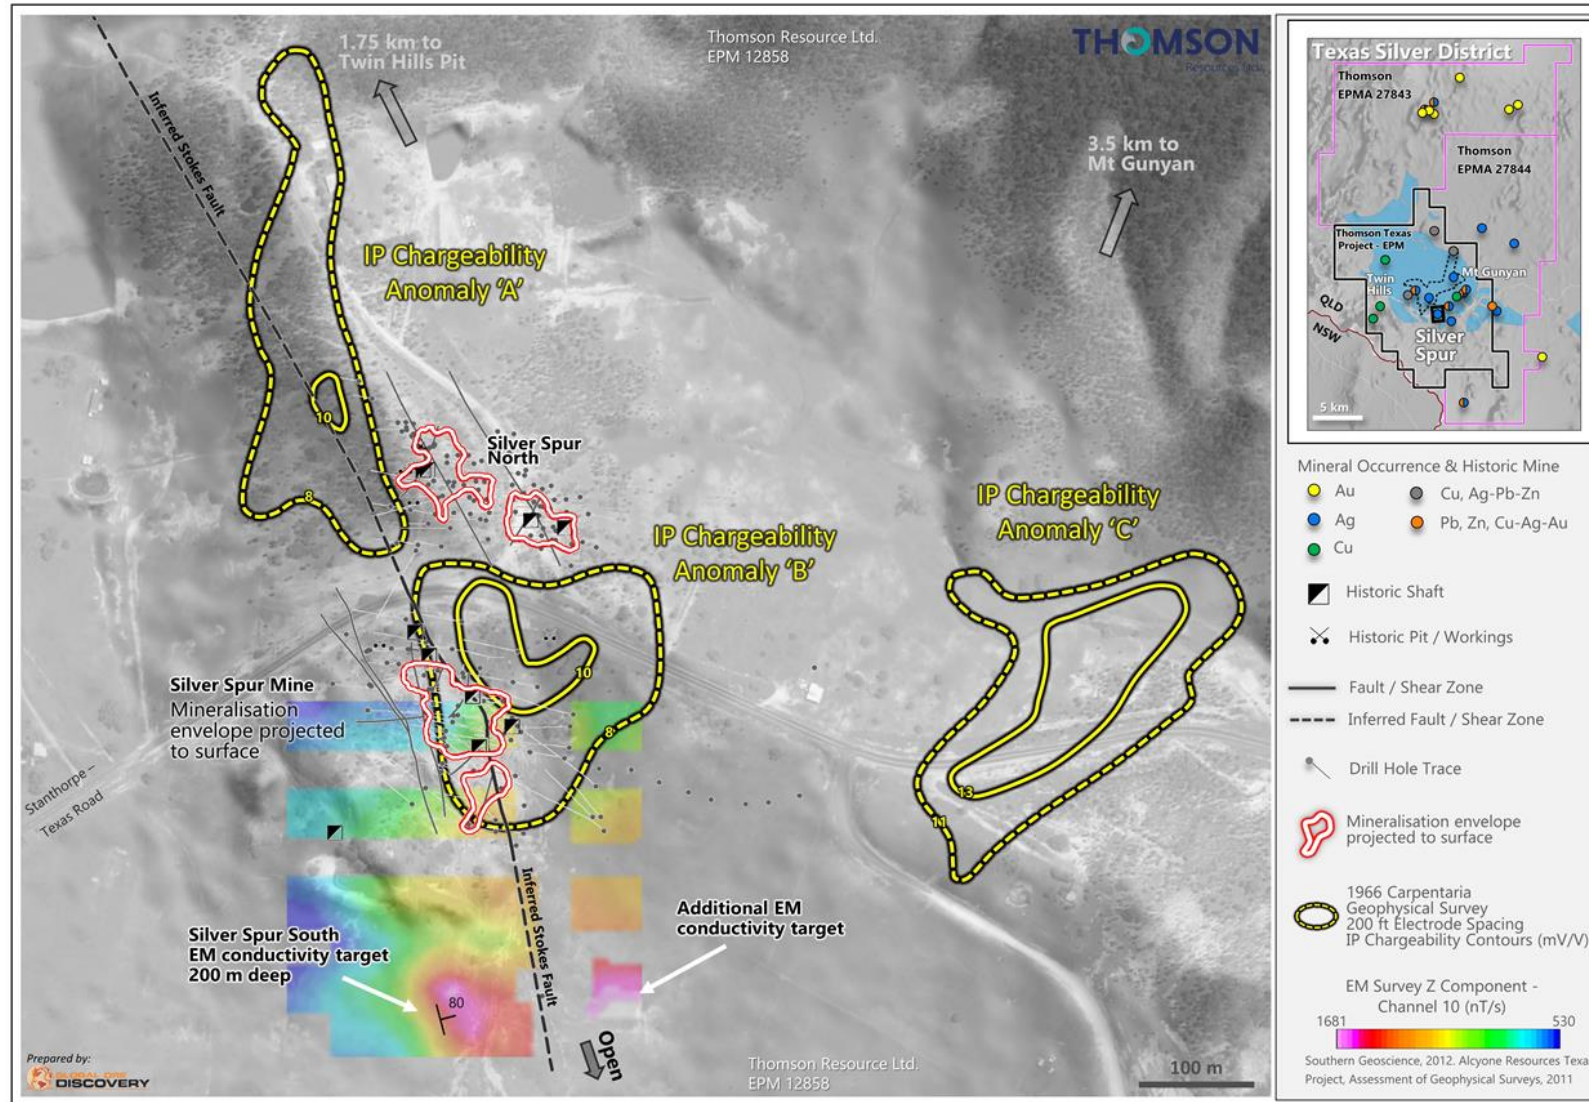 1.75 km to
Twin Hills Pit
Thomson Resource Ltd.
EPM 12858
THOMSON
Resources Ltd.
3.5 km to
Mt Gunyan
Inferred Stokes Fault
IP Chargeability
Anomaly 'A'
10
8
Silver Spur
North
IP Chargeability
Anomaly 'B'
10
8
IP Chargeability
Anomaly 'C'
13
11
Silver Spur Mine
Mineralisation
envelope projected
to surface
Stanthorpe –
Texas Road
Silver Spur South
EM conductivity target
200 m deep
80
Inferred Stokes Fault
Additional EM
conductivity target
Open
Prepared by:
GLOBAL ORE
DISCOVERY
Thomson Resource Ltd.
EPM 12858
100 m
Texas Silver District
Thomson
EPMA 27843
Thomson
EPMA 27844
Thomson Texas
Project - EPM
Twin
Hills
Mt Gunyan
QLD
NSW
Silver
Spur
5 km
Mineral Occurrence & Historic Mine
Au
Cu, Ag-Pb-Zn
Ag
Pb, Zn, Cu-Ag-Au
Cu
Historic Shaft
Historic Pit / Workings
Fault / Shear Zone
Inferred Fault / Shear Zone
Drill Hole Trace
Mineralisation envelope
projected to surface
1966 Carpentaria
Geophysical Survey
200 ft Electrode Spacing
IP Chargeability Contours (mV/V)
EM Survey Z Component -
Channel 10 (nT/s)
1681
530
Southern Geoscience, 2012. Alcyone Resources Texa
Project, Assessment of Geophysical Surveys, 2011